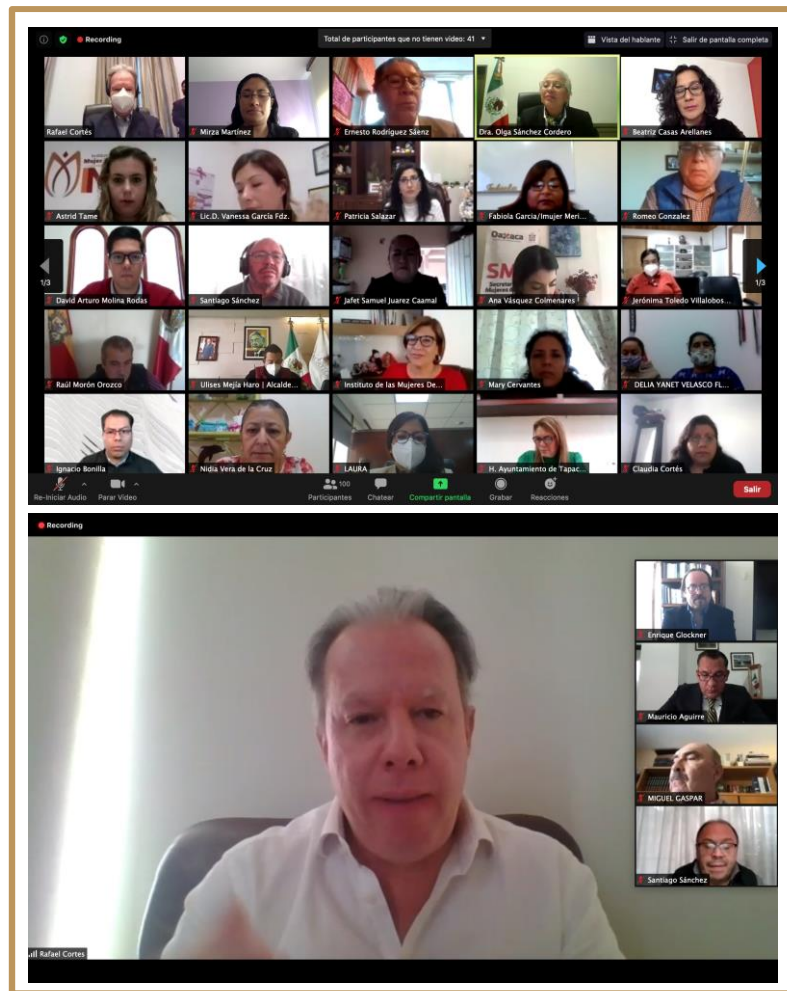 Recording
Total de participantes que no tienen video: 41
Vista del hablante
Salir de pantalla completa
Rafael Cortés
Mirza Martínez
Ernesto Rodríguez Sáenz
Dra. Olga Sánchez Cordero
Beatriz Casas Arellanes
Astrid Tame
Lic.D. Vanessa García Fdz.
Patricia Salazar
Fabiola Garcia/Imujer Meri...
Romeo Gonzalez
Oaxaca
SM
1/3
David Arturo Molina Rodas
Santiago Sánchez
Jafet Samuel Juarez Caamal
Ana Vásquez Colmenares
Jerónima Toledo Villalobos...
1/3
Raúl Morón Orozco
Ulises Mejía Haro | Alcalde...
Instituto de las Mujeres De...
Mary Cervantes
DELIA YANET VELASCO FL...
Ignacio Bonilla
Nidia Vera de la Cruz
LAURA
H. Ayuntamiento de Tapac...
Claudia Cortés
Re-Iniciar Audio
Parar Video
Participantes
100
Chatear
Compartir pantalla
Grabar
Reacciones
Salir
Recording
Enrique Glockner
Mauricio Aguirre
MIGUEL GASPAR
Santiago Sánchez
Rafael Cortes